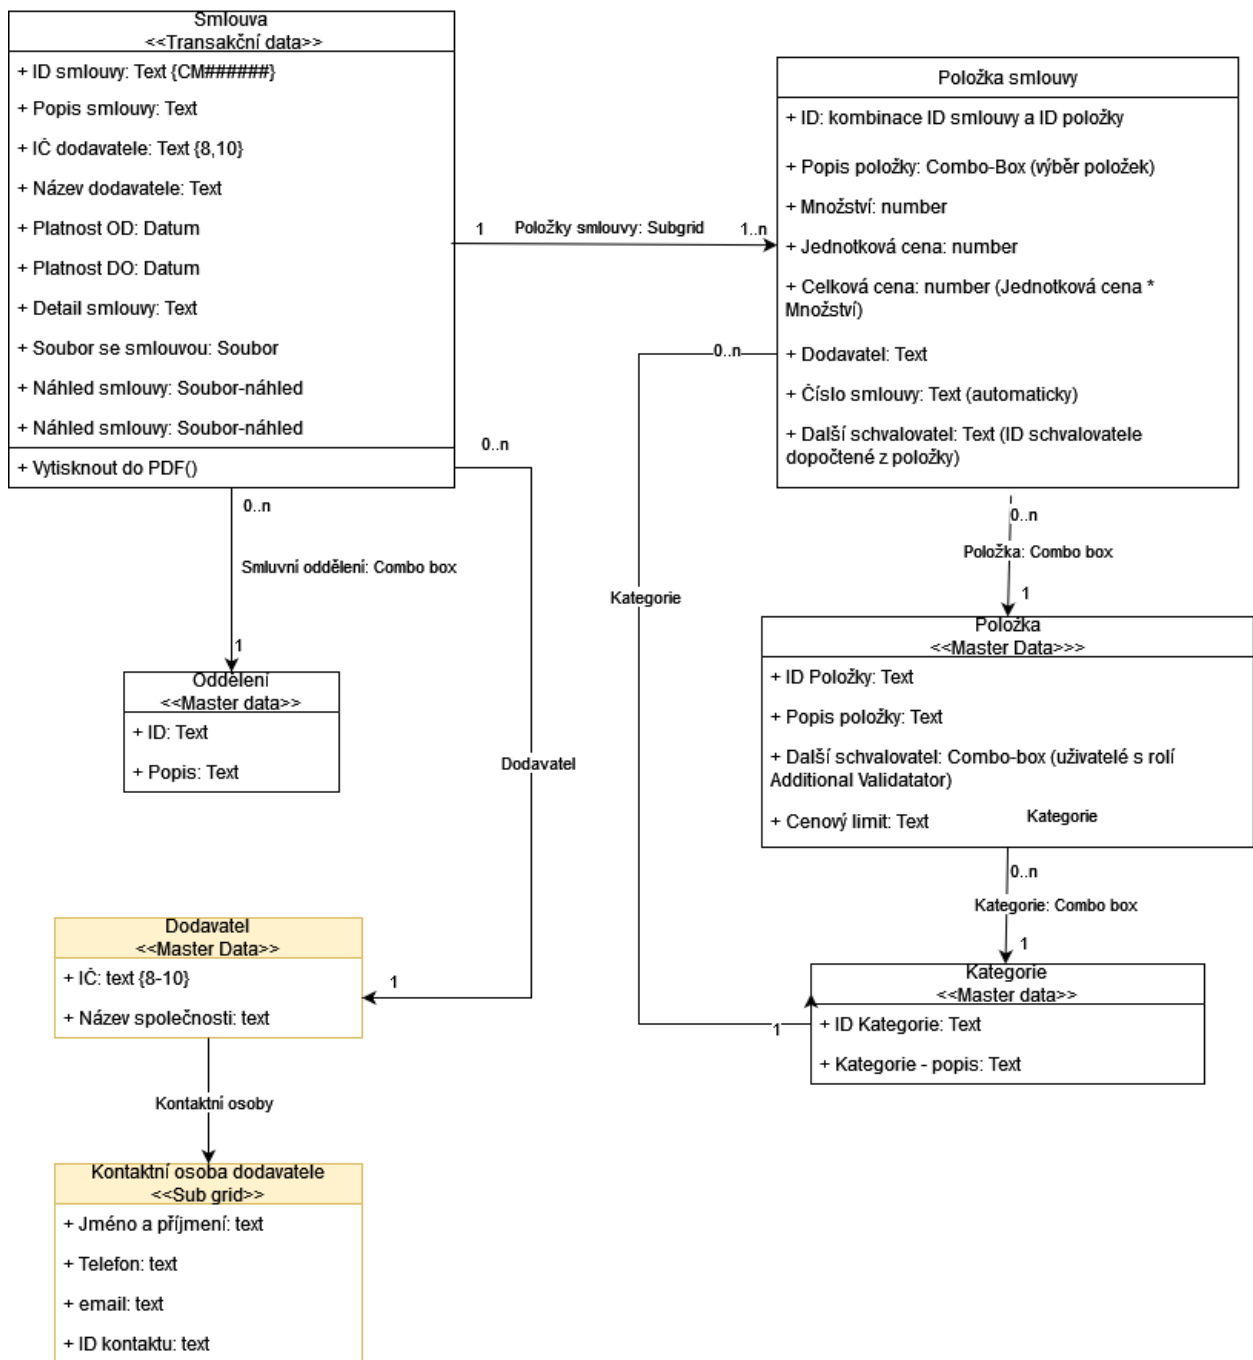 Smlouva
<<Transakční data>>
+ ID smlouvy: Text {CM######}
+ Popis smlouvy: Text
+ IČ dodavatele: Text {8,10}
+ Název dodavatele: Text
+ Platnost OD: Datum
+ Platnost DO: Datum
+ Detail smlouvy: Text
+ Soubor se smlouvou: Soubor
+ Náhled smlouvy: Soubor-náhled
+ Náhled smlouvy: Soubor-náhled
+ Vytisknout do PDF()
1
Položky smlouvy: Subgrid
1..n
Položka smlouvy
+ ID: kombinace ID smlouvy a ID položky
+ Popis položky: Combo-Box (výběr položek)
+ Množství: number
+ Jednotková cena: number
+ Celková cena: number (Jednotková cena *
Množství)
+ Dodavatel: Text
+ Číslo smlouvy: Text (automaticky)
+ Další schvalovatel: Text (ID schvalovatele
dopočtené z položky)
0..n
0..n
0..n
Smluvní oddělení: Combo box
1
0..n
Položka: Combo box
1
Kategorie
Oddělení
<<Master data>>
+ ID: Text
+ Popis: Text
Dodavatel
Položka
<<Master Data>>>
+ ID Položky: Text
+ Popis položky: Text
+ Další schvalovatel: Combo-box (uživatelé s rolí
Additional Validatator)
+ Cenový limit: Text
Kategorie
0..n
Kategorie: Combo box
1
Dodavatel
<<Master Data>>
+ IČ: text {8-10}
+ Název společnosti: text
1
Kategorie
<<Master data>>
+ ID Kategorie: Text
+ Kategorie - popis: Text
1
Kontaktní osoby
Kontaktní osoba dodavatele
<<Sub grid>>
+ Jméno a příjmení: text
+ Telefon: text
+ email: text
+ ID kontaktu: text